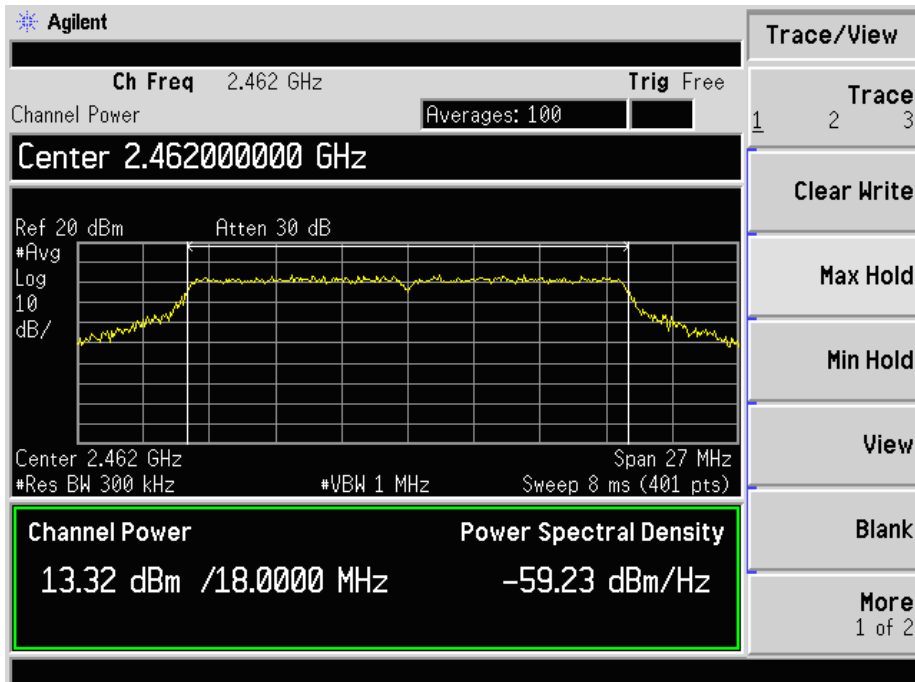 Agilent
Trace/View
Ch Freq 2.462 GHz Trig Free
Channel Power
Averages: 100
Center 2.462000000 GHz
Ref 20 dBm Atten 30 dB
#Avg
Log
10
dB/
Center 2.462 GHz Span 27 MHz
#Res BW 300 kHz #VBW 1 MHz Sweep 8 ms (401 pts)
Channel Power Power Spectral Density
13.32 dBm /18.0000 MHz -59.23 dBm/Hz
Trace
1 2 3
Clear Write
Max Hold
Min Hold
View
Blank
More
1 of 2